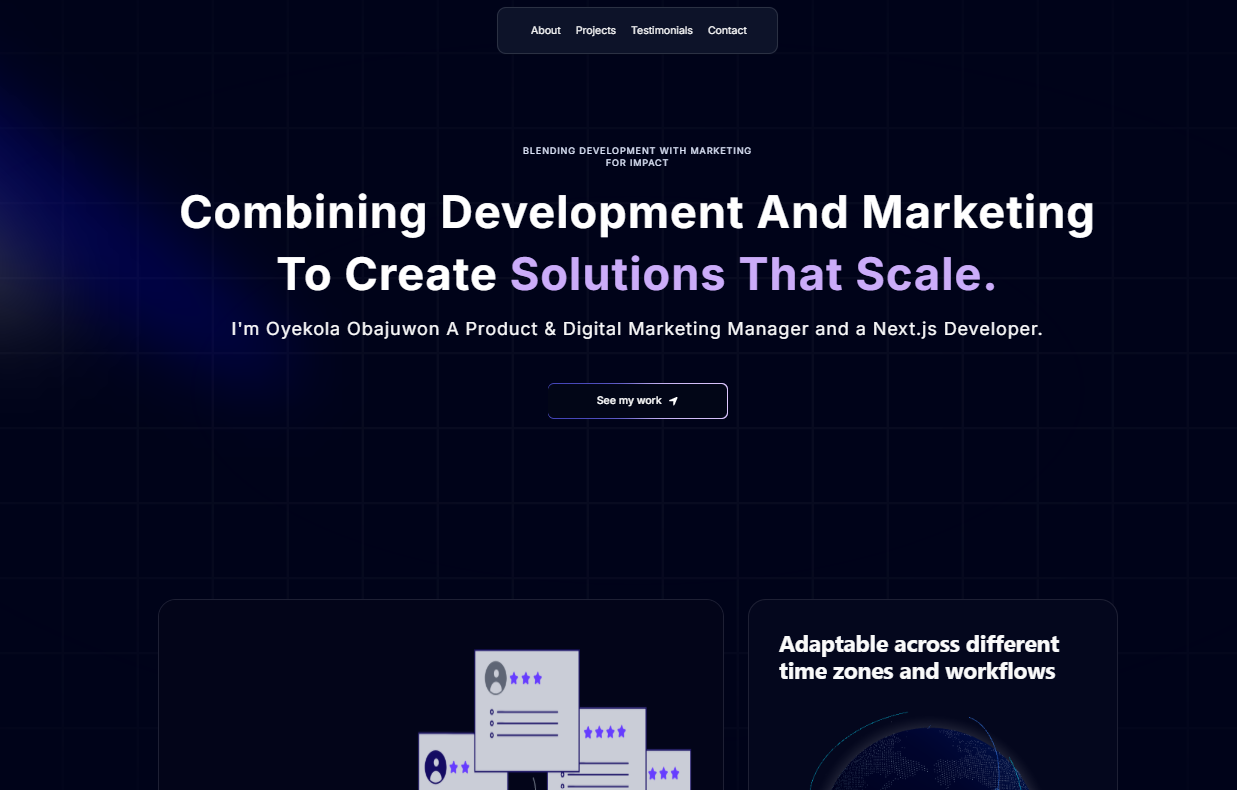 About Projects Testimonials Contact
BLENDING DEVELOPMENT WITH MARKETING
FOR IMPACT
Combining Development And Marketing
To Create Solutions That Scale.
I'm Oyekola Obajuwon A Product & Digital Marketing Manager and a Next.js Developer.
See my work
Adaptable across different
time zones and workflows